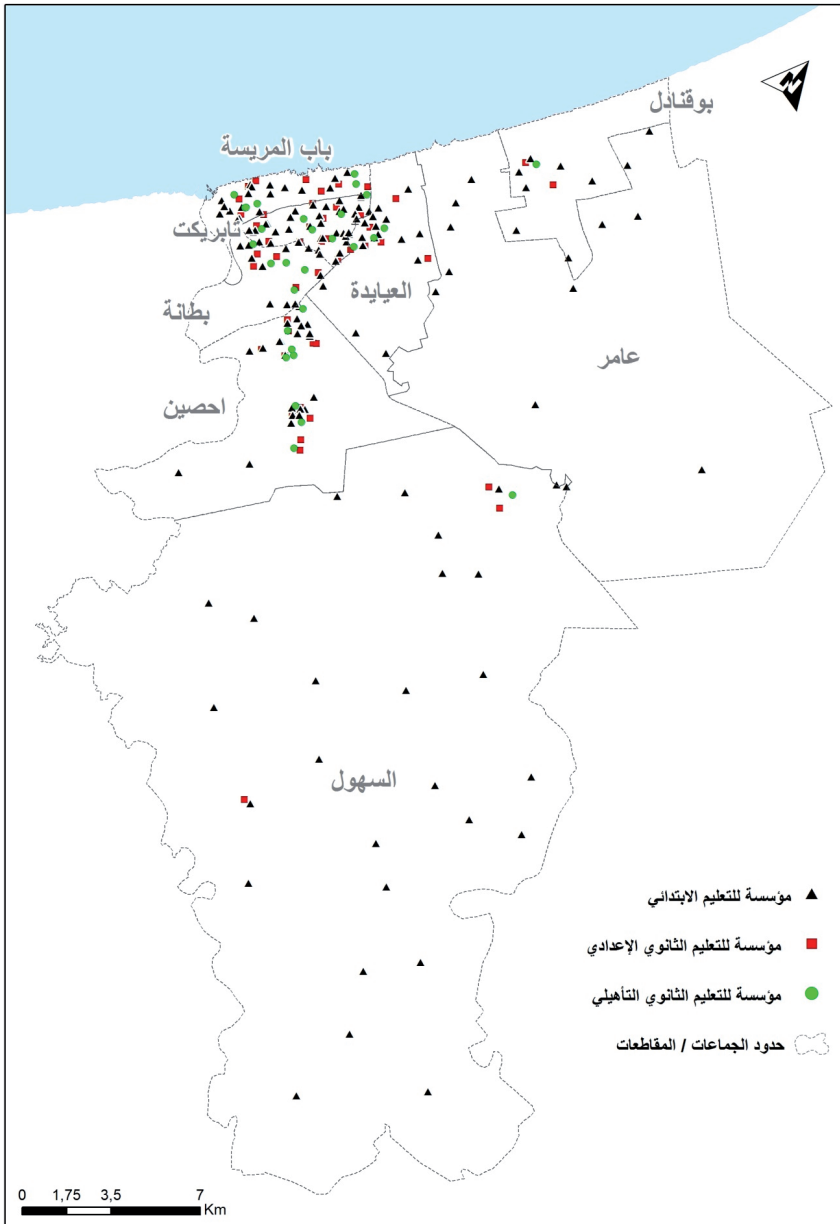 بوقنادل
باب المريسة
تابريكت
العيايدة
بطانة
عامر
احصين
السهول
مؤسسة للتعليم الابتدائي
مؤسسة للتعليم الثانوي الإعدادي
مؤسسة للتعليم الثانوي التأهيلي
حدود الجماعات / المقاطعات
0 1,75 3,5 7
Km